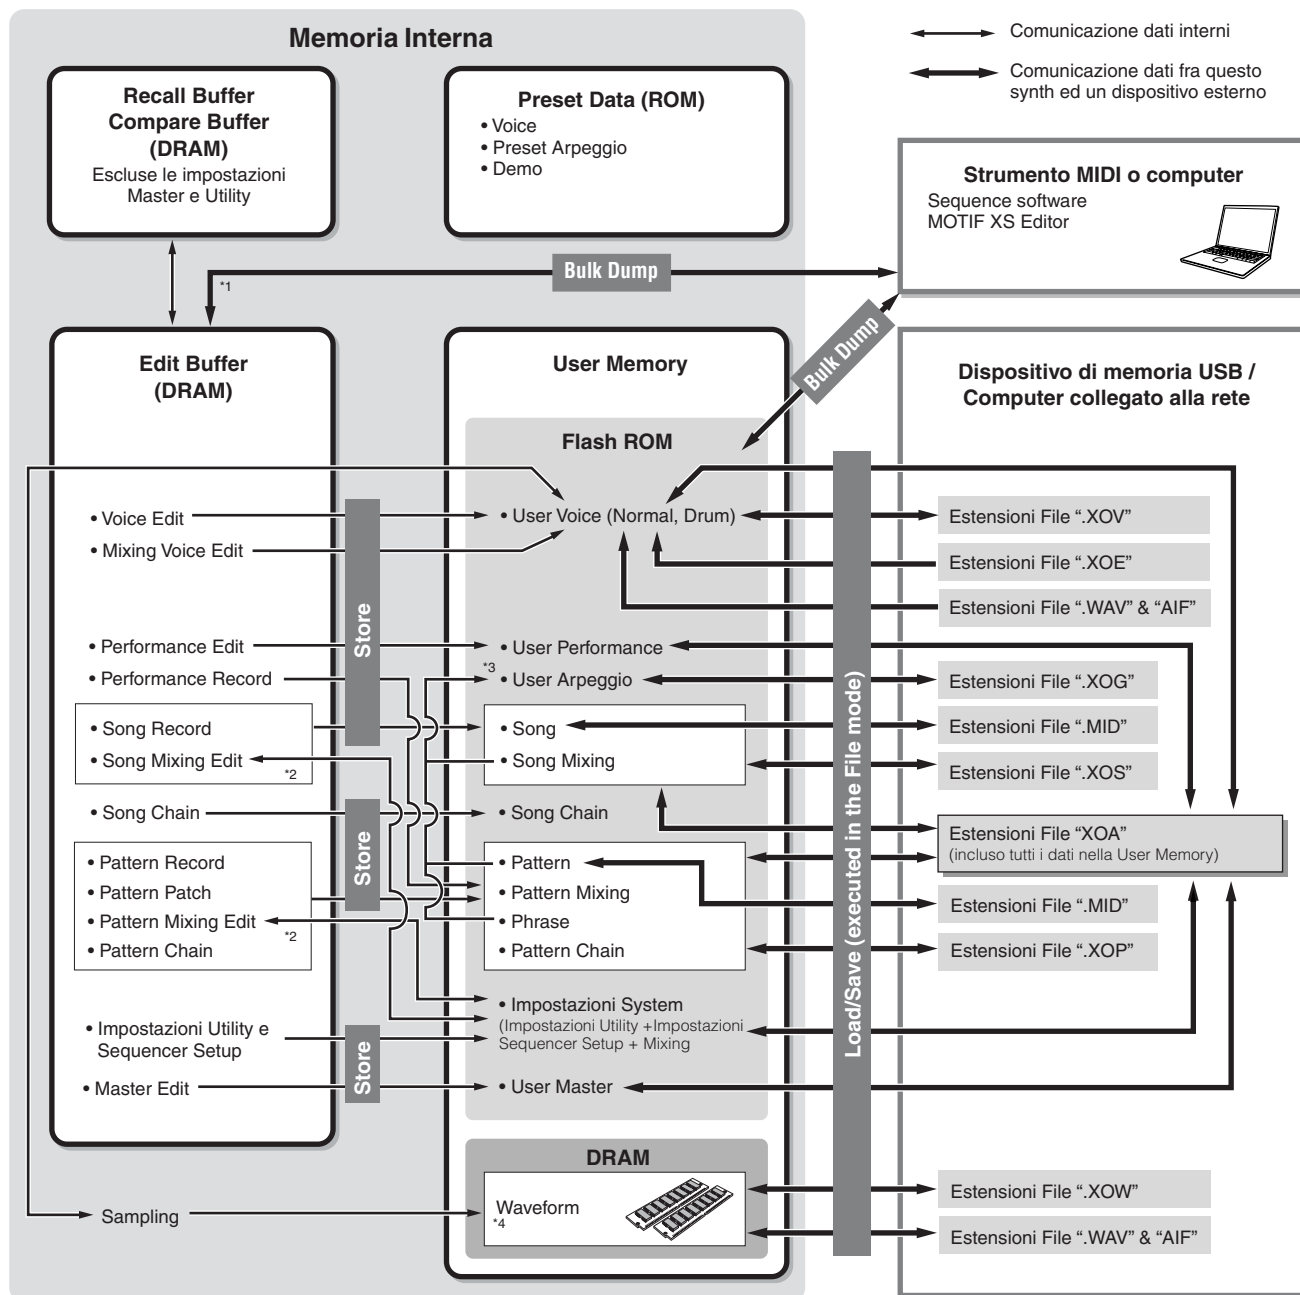 Memoria Interna
Comunicazione dati interni
Comunicazione dati fra questo
synth ed un dispositivo esterno
Recall Buffer
Compare Buffer
(DRAM)
Escluse le impostazioni
Master e Utility
Preset Data (ROM)
• Voice
• Preset Arpeggio
• Demo
Strumento MIDI o computer
Sequence software
MOTIF XS Editor
Bulk Dump
*1
Bulk Dump
Edit Buffer
(DRAM)
• Voice Edit
• Mixing Voice Edit
• Performance Edit
• Performance Record
• Song Record
• Song Mixing Edit
*2
• Song Chain
• Pattern Record
• Pattern Patch
• Pattern Mixing Edit
*2
• Pattern Chain
• Impostazioni Utility e
Sequencer Setup
• Master Edit
Sampling
Store
Store
Store
User Memory
Flash ROM
• User Voice (Normal, Drum)
• User Performance
*3
• User Arpeggio
• Song
• Song Mixing
• Song Chain
• Pattern
• Pattern Mixing
• Phrase
• Pattern Chain
• Impostazioni System
(Impostazioni Utility +Impostazioni
Sequencer Setup + Mixing
• User Master
DRAM
Waveform
*4
Load/Save (executed in the File mode)
Dispositivo di memoria USB /
Computer collegato alla rete
Estensioni File “.XOV”
Estensioni File “.XOE”
Estensioni File “.WAV” & “AIF”
Estensioni File “.XOG”
Estensioni File “.MID”
Estensioni File “.XOS”
Estensioni File “XOA”
(incluso tutti i dati nella User Memory)
Estensioni File “.MID”
Estensioni File “.XOP”
Estensioni File “.XOW”
Estensioni File “.WAV” & “AIF”